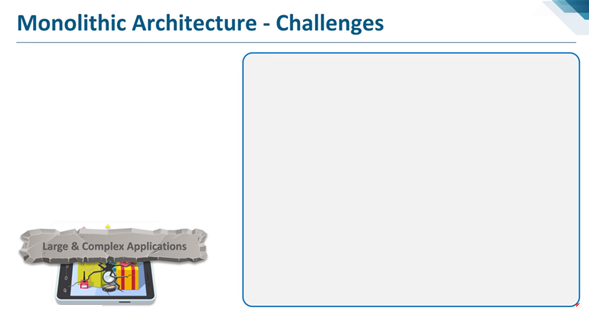 Monolithic Architecture - Challenges
Large & Complex Applications